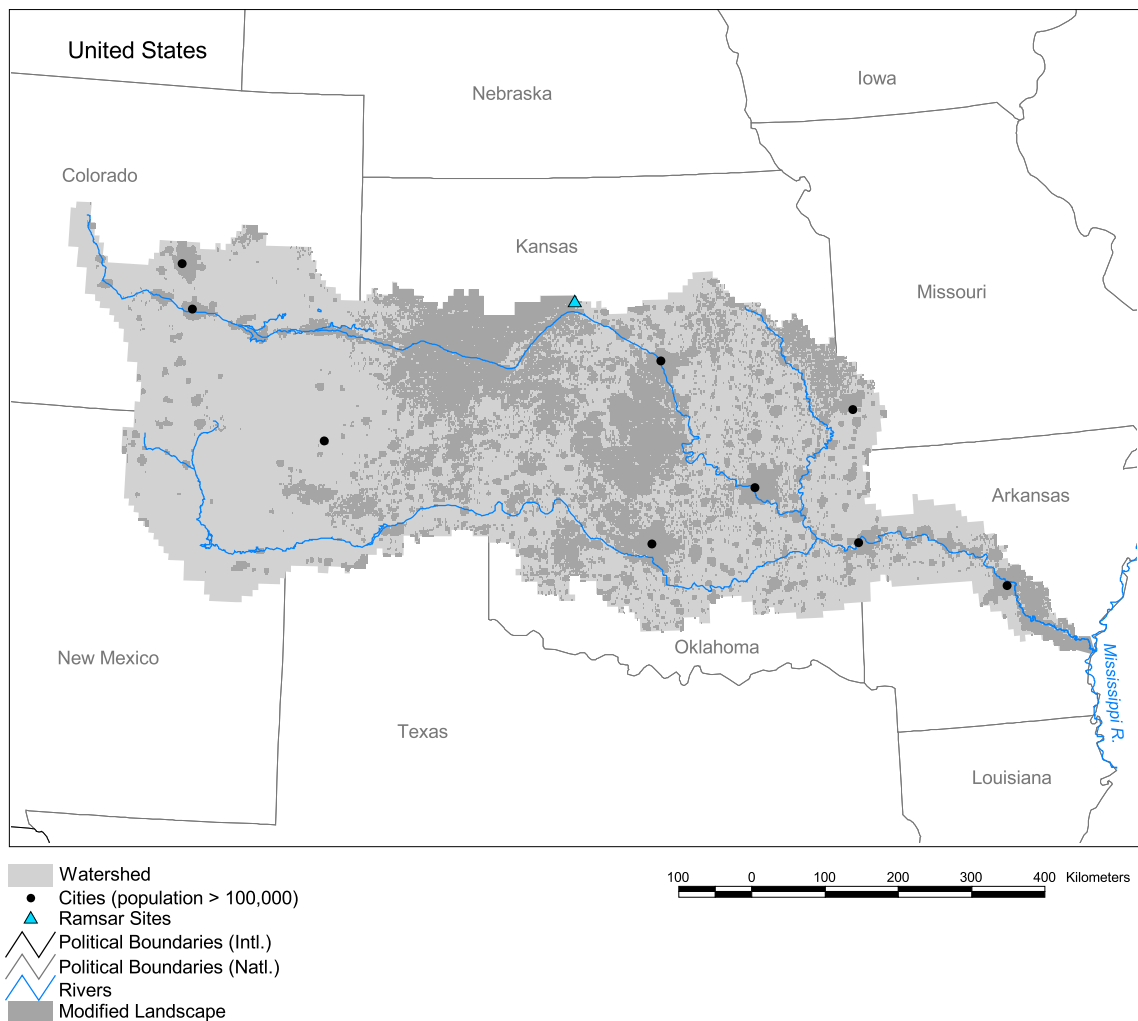 United States
Iowa
Nebraska
Colorado
Kansas
Missouri
Arkansas
Oklahoma
New Mexico
Mississippi R.
Texas
Louisiana
Watershed
Cities (population > 100,000)
Ramsar Sites
Political Boundaries (Intl.)
Political Boundaries (Natl.)
Rivers
Modified Landscape
100 0 100 200 300 400 Kilometers